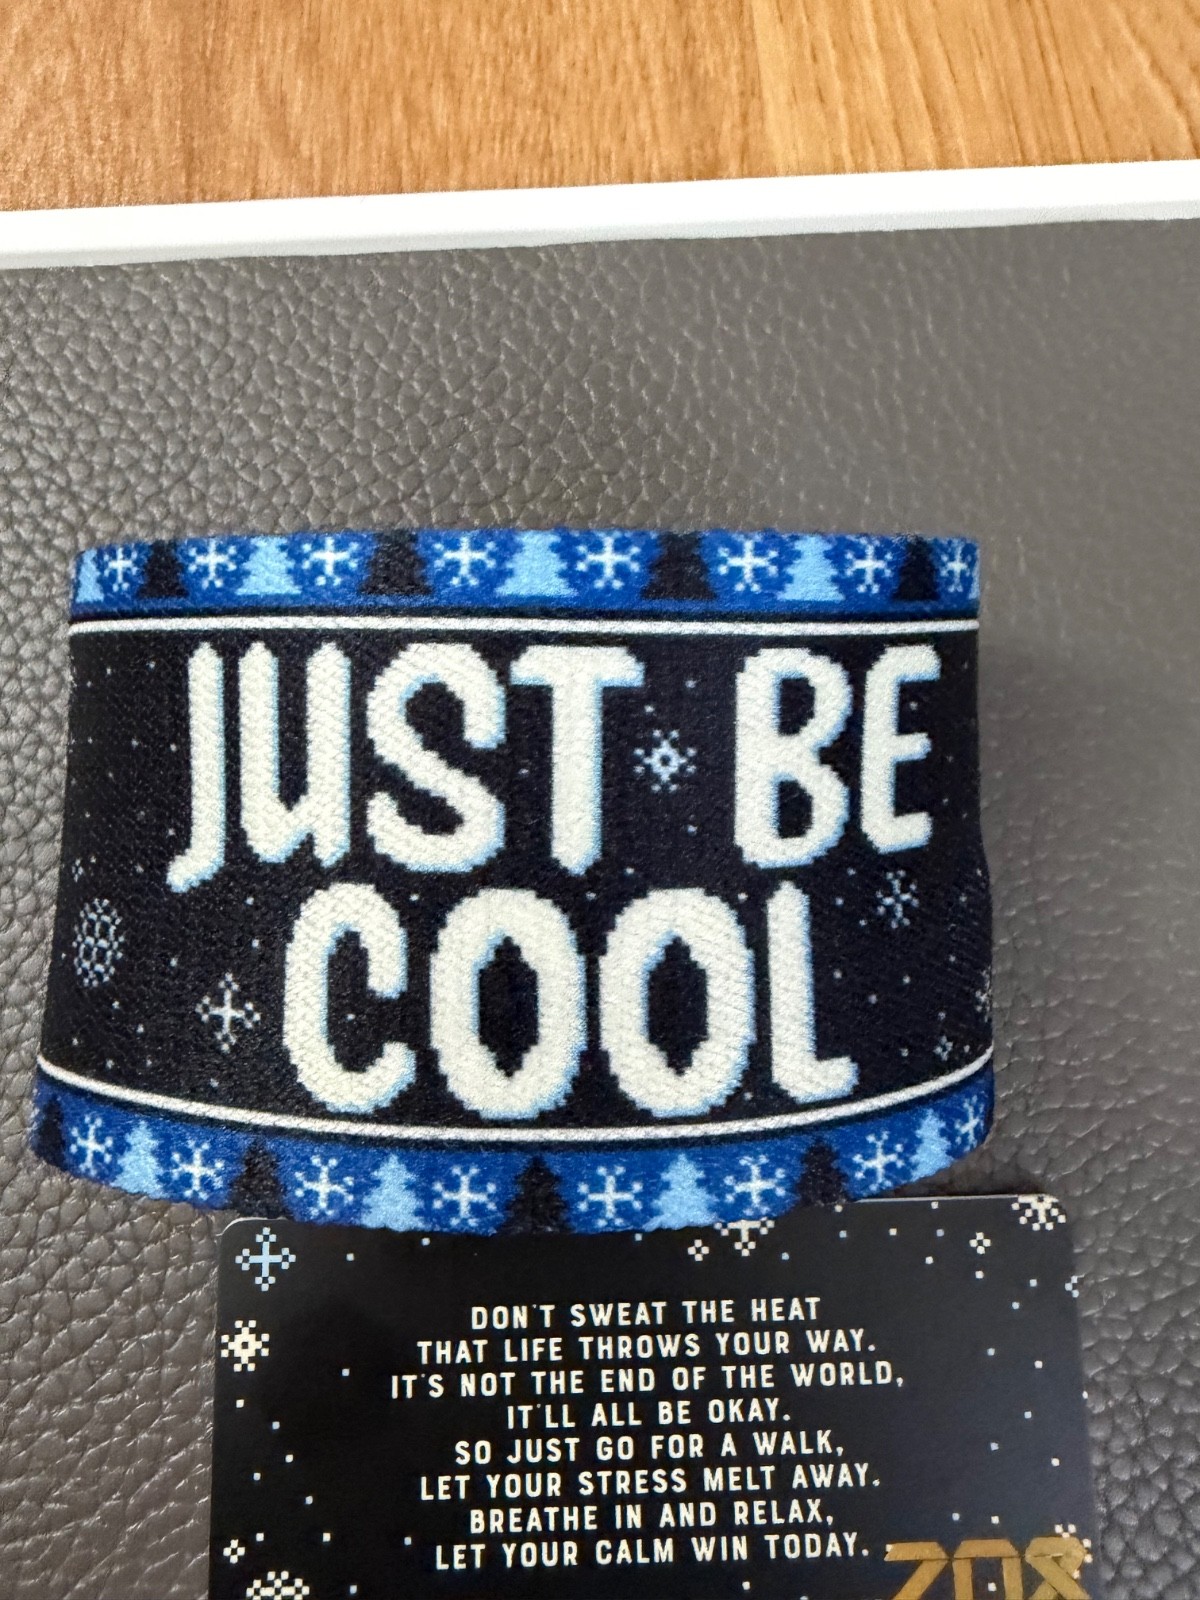 JUST BE
COOL
DON'T SWEAT THE HEAT
THAT LIFE THROWS YOUR WAY.
IT'S NOT THE END OF THE WORLD,
IT'LL ALL BE OKAY.
SO JUST GO FOR A WALK,
LET YOUR STRESS MELT AWAY.
BREATHE IN AND RELAX,
LET YOUR CALM WIN TODAY.
ZOX